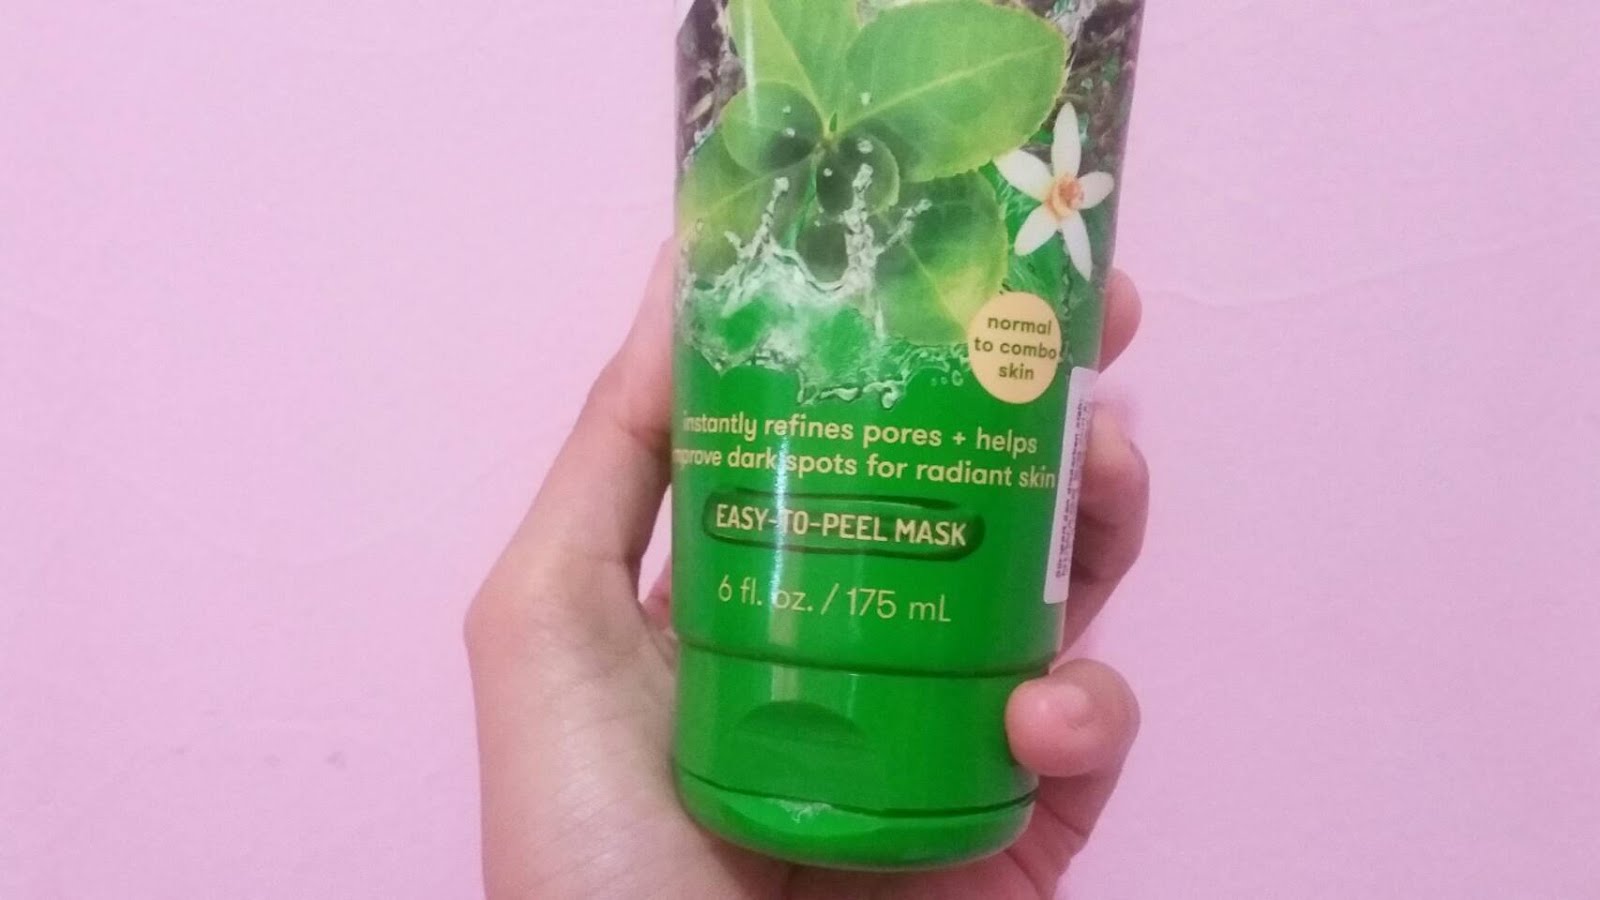 normal
to combo
skin
instantly refines pores + helps
improve dark spots for radiant skin
EASY-TO-PEEL MASK
6 fl. oz. / 175 mL